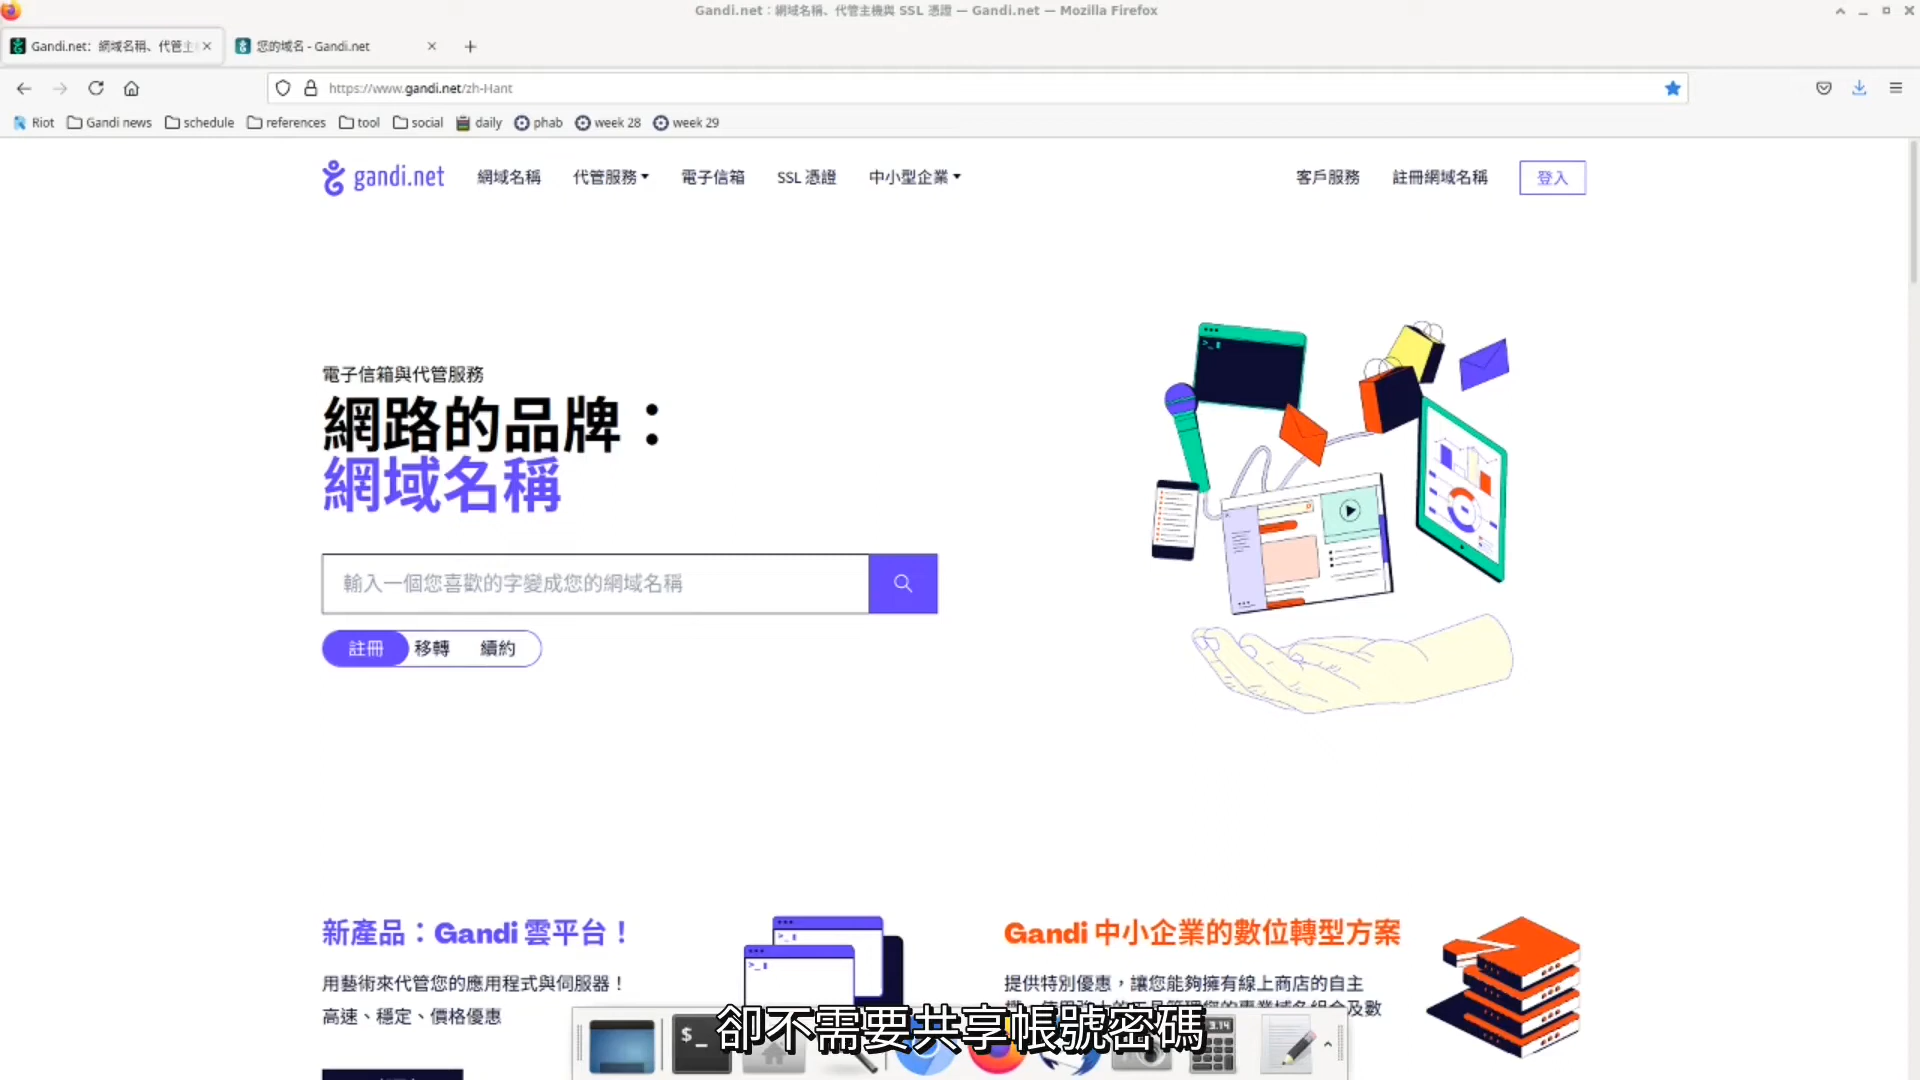 Gandi.net：網域名稱、代管主機與 SSL 憑證 — Gandi.net — Mozilla Firefox
Gandi.net：網域名稱、代管主
您的域名 - Gandi.net
https://www.gandi.net/zh-Hant
Riot
Gandi news
schedule
references
tool
social
daily
phab
week 28
week 29
gandi.net
網域名稱
代管服務
電子信箱
SSL 憑證
中小型企業
客戶服務
註冊網域名稱
登入
電子信箱與代管服務
網路的品牌：
網域名稱
輸入一個您喜歡的字變成您的網域名稱
註冊
移轉
續約
新產品：Gandi 雲平台！
用藝術來代管您的應用程式與伺服器！
高速、穩定、價格優惠
Gandi 中小企業的數位轉型方案
提供特別優惠，讓您能夠擁有線上商店的自主
及數
$_
3.14
卻不需要共享帳號密碼